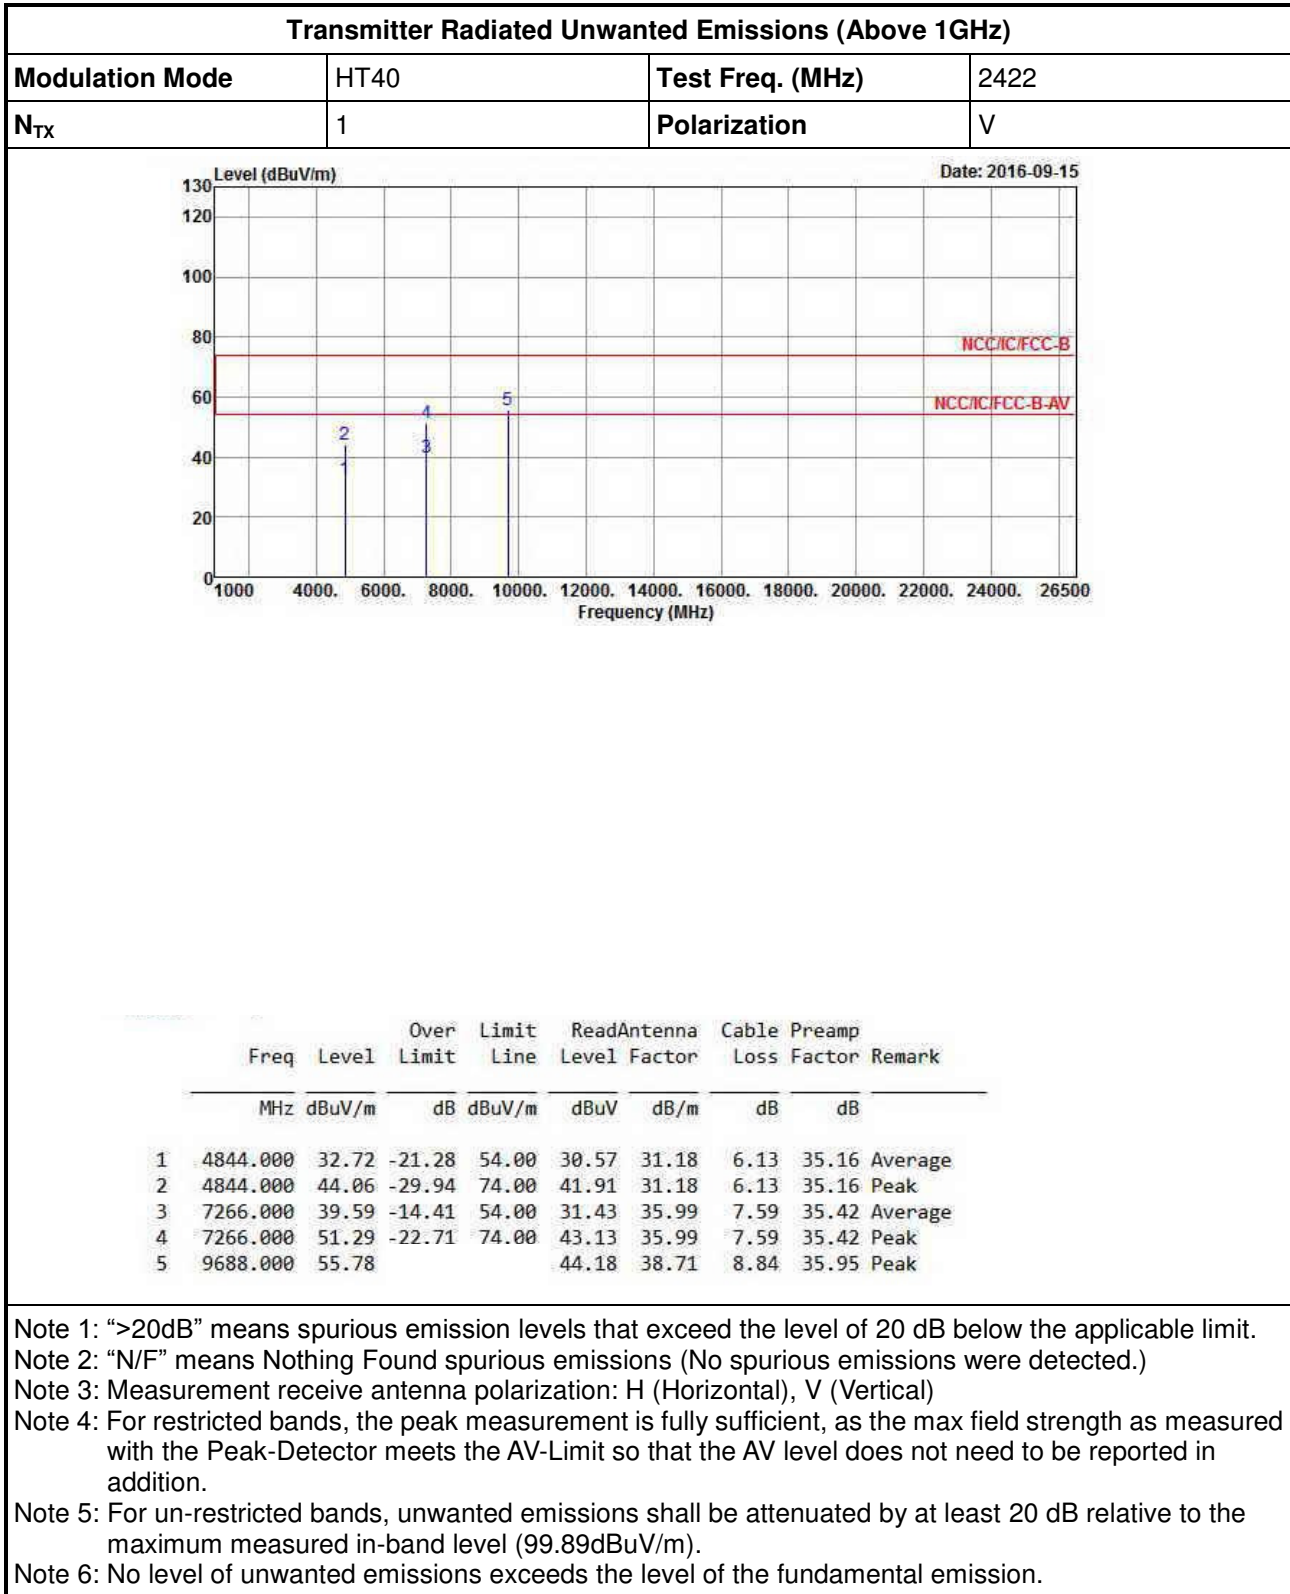 Transmitter Radiated Unwanted Emissions (Above 1GHz)
Modulation Mode HT40 Test Freq. (MHz) 2422
NTX 1 Polarization V
Level (dBuV/m) Date: 2016-09-15
130
120
100
80
NCC/IC/FCC-B
60
5
NCC/IC/FCC-B-AV
4
2
3
40
1
20
0
1000 4000. 6000. 8000. 10000. 12000. 14000. 16000. 18000. 20000. 22000. 24000. 26500
Frequency (MHz)
Over Limit ReadAntenna Cable Preamp
Freq Level Limit Line Level Factor Loss Factor Remark
MHz dBuV/m dB dBuV/m dBuV dB/m dB dB
1 4844.000 32.72 -21.28 54.00 30.57 31.18 6.13 35.16 Average
2 4844.000 44.06 -29.94 74.00 41.91 31.18 6.13 35.16 Peak
3 7266.000 39.59 -14.41 54.00 31.43 35.99 7.59 35.42 Average
4 7266.000 51.29 -22.71 74.00 43.13 35.99 7.59 35.42 Peak
5 9688.000 55.78 44.18 38.71 8.84 35.95 Peak
Note 1: “>20dB” means spurious emission levels that exceed the level of 20 dB below the applicable limit.
Note 2: “N/F” means Nothing Found spurious emissions (No spurious emissions were detected.)
Note 3: Measurement receive antenna polarization: H (Horizontal), V (Vertical)
Note 4: For restricted bands, the peak measurement is fully sufficient, as the max field strength as measured
with the Peak-Detector meets the AV-Limit so that the AV level does not need to be reported in
addition.
Note 5: For un-restricted bands, unwanted emissions shall be attenuated by at least 20 dB relative to the
maximum measured in-band level (99.89dBuV/m).
Note 6: No level of unwanted emissions exceeds the level of the fundamental emission.